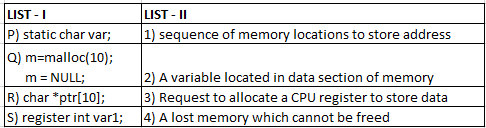 LIST - I LIST - II
P) static char var; 1) sequence of memory locations to store address
Q) m=malloc(10);
m = NULL; 2) A variable located in data section of memory
R) char *ptr[10]; 3) Request to allocate a CPU register to store data
S) register int var1; 4) A lost memory which cannot be freed